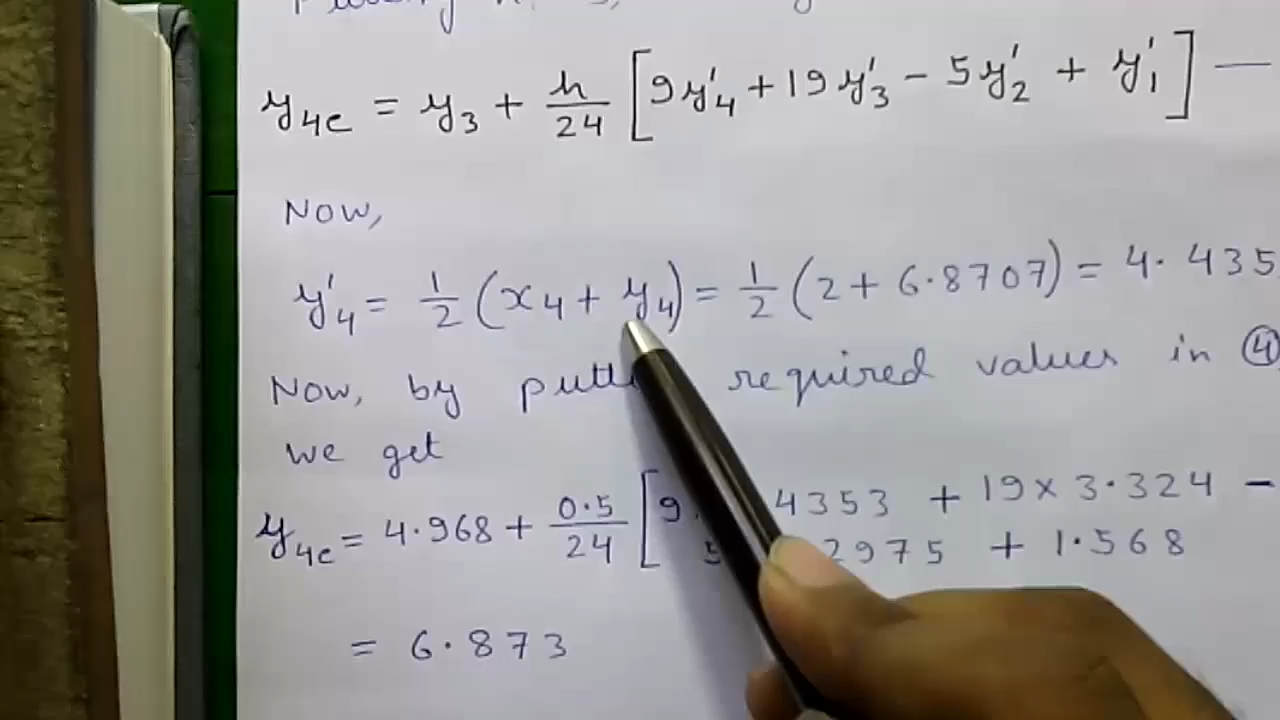 y₄c = y₃ + h/24 [9y'₄ + 19y'₃ − 5y'₂ + y'₁] —
Now,
y'₄ = 1/2 (x₄ + y₄) = 1/2 (2 + 6.8707) = 4.435
Now, by required values in ④
we get
y₄c = 4.968 + 0.5/24 [9 4353 + 19 × 3.324 −
5 2975 + 1.568
= 6.873